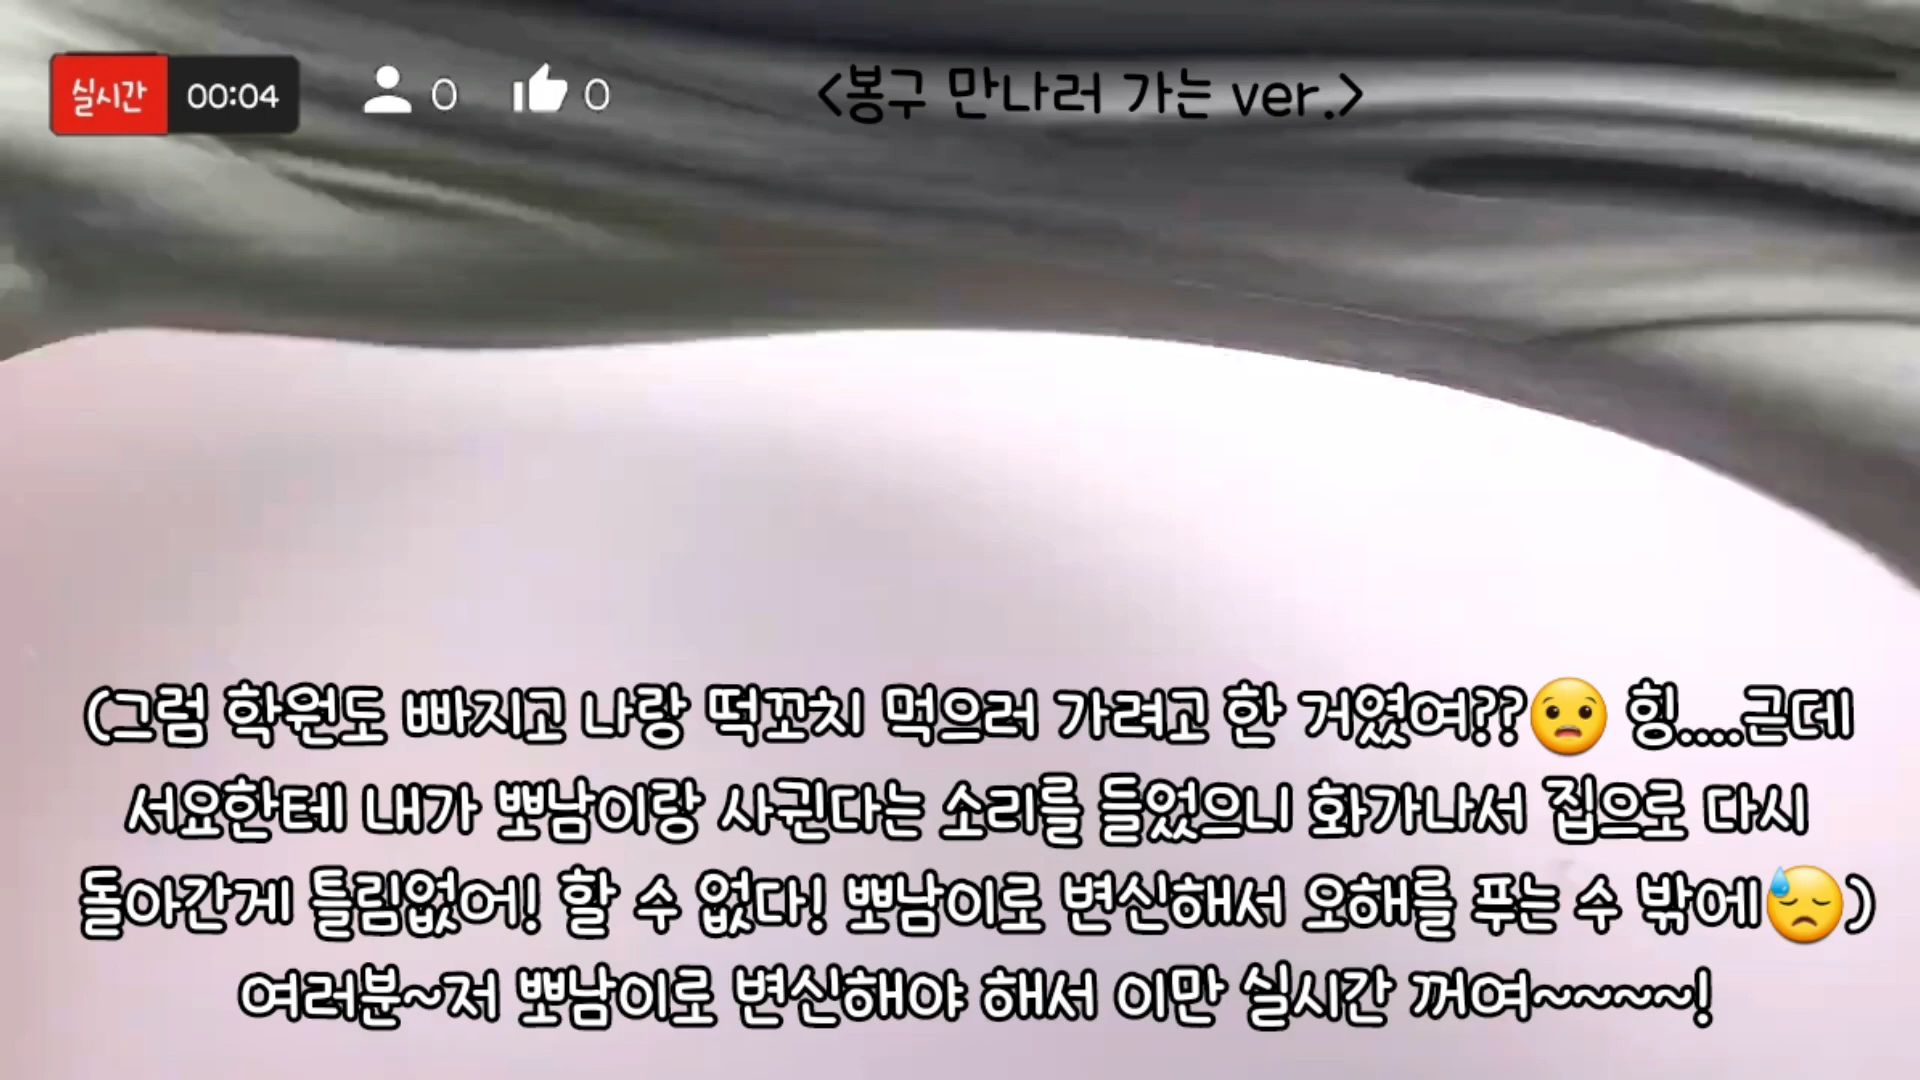 실시간 00:04 0 0 <봉구 만나러 가는 ver.>
(그럼 학원도 빠지고 나랑 떡꼬치 먹으러 가려고 한 거였여??😟 힝....근데
서요한테 내가 뽀남이랑 사귄다는 소리를 들었으니 화가나서 집으로 다시
돌아간게 틀림없어! 할 수 없다! 뽀남이로 변신해서 오해를 푸는 수 밖에😓)
여러분~저 뽀남이로 변신해야 해서 이만 실시간 꺼여~~~~!